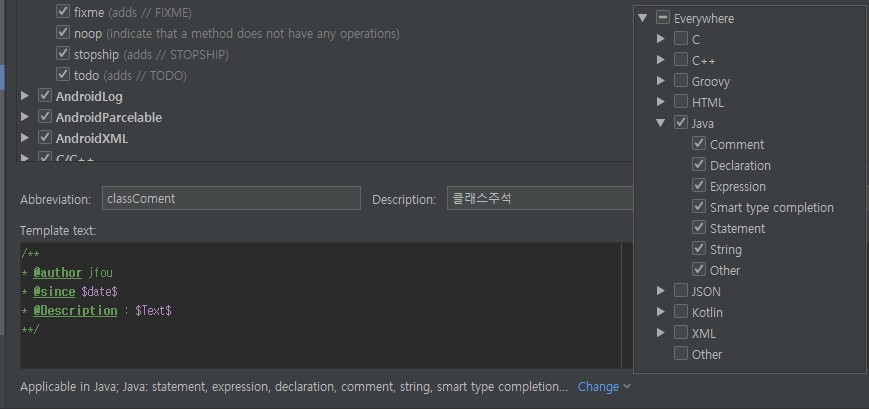 fixme (adds // FIXME)
noop (indicate that a method does not have any operations)
stopship (adds // STOPSHIP)
todo (adds // TODO)
AndroidLog
AndroidParcelable
AndroidXML
C/C++
Abbreviation: classComent Description: 클래스주석
Template text:
/**
* @author jfou
* @since $date$
* @Description : $Text$
**/
Applicable in Java; Java: statement, expression, declaration, comment, string, smart type completion... Change
Everywhere
C
C++
Groovy
HTML
Java
Comment
Declaration
Expression
Smart type completion
Statement
String
Other
JSON
Kotlin
XML
Other